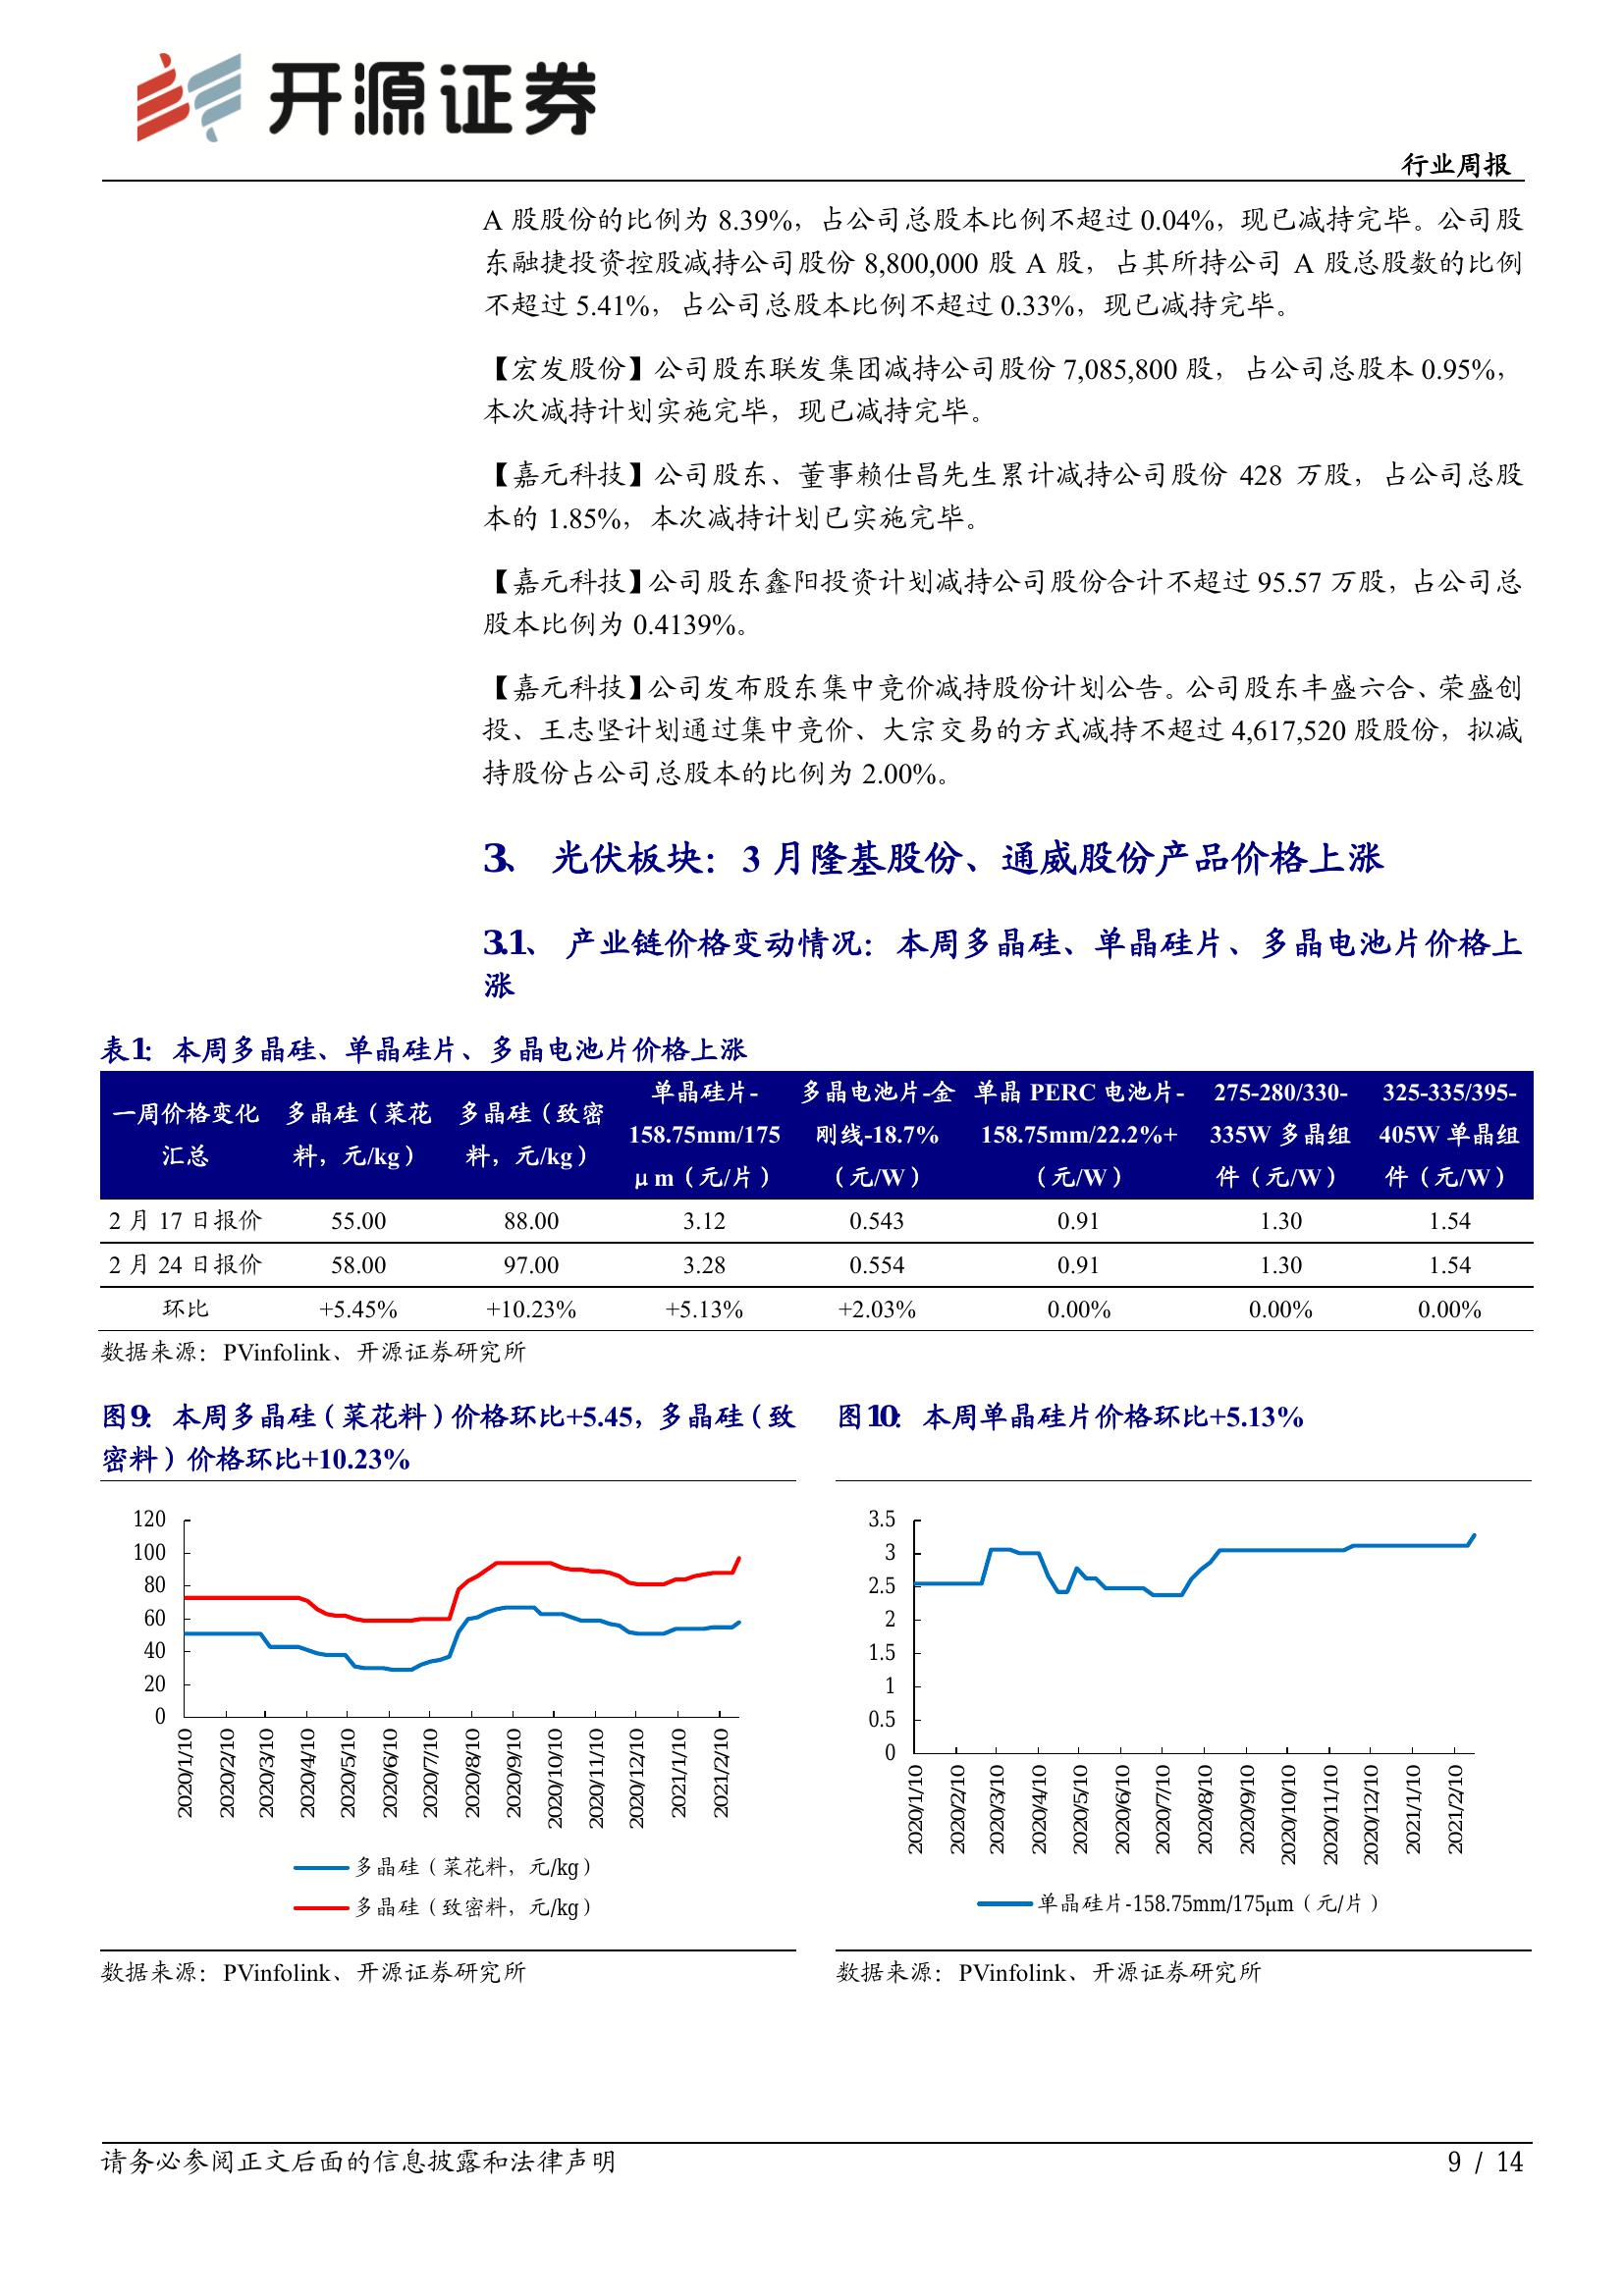 开源证券
行业周报
A 股股份的比例为 8.39%，占公司总股本比例不超过 0.04%，现已减持完毕。公司股
东融捷投资控股减持公司股份 8,800,000 股 A 股，占其所持公司 A 股总股数的比例
不超过 5.41%，占公司总股本比例不超过 0.33%，现已减持完毕。
【宏发股份】公司股东联发集团减持公司股份 7,085,800 股，占公司总股本 0.95%，
本次减持计划实施完毕，现已减持完毕。
【嘉元科技】公司股东、董事赖仕昌先生累计减持公司股份 428 万股，占公司总股
本的 1.85%，本次减持计划已实施完毕。
【嘉元科技】公司股东鑫阳投资计划减持公司股份合计不超过 95.57 万股，占公司总
股本比例为 0.4139%。
【嘉元科技】公司发布股东集中竞价减持股份计划公告。公司股东丰盛六合、荣盛创
投、王志坚计划通过集中竞价、大宗交易的方式减持不超过 4,617,520 股股份，拟减
持股份占公司总股本的比例为 2.00%。
3、 光伏板块：3 月隆基股份、通威股份产品价格上涨
3.1、 产业链价格变动情况：本周多晶硅、单晶硅片、多晶电池片价格上
涨
表1：本周多晶硅、单晶硅片、多晶电池片价格上涨
一周价格变化
汇总
多晶硅（菜花
料，元/kg）
多晶硅（致密
料，元/kg）
单晶硅片-
158.75mm/175
μm（元/片）
多晶电池片-金
刚线-18.7%
（元/W）
单晶 PERC 电池片-
158.75mm/22.2%+
（元/W）
275-280/330-
335W 多晶组
件（元/W）
325-335/395-
405W 单晶组
件（元/W）
2 月 17 日报价 55.00 88.00 3.12 0.543 0.91 1.30 1.54
2 月 24 日报价 58.00 97.00 3.28 0.554 0.91 1.30 1.54
环比 +5.45% +10.23% +5.13% +2.03% 0.00% 0.00% 0.00%
数据来源：PVinfolink、开源证券研究所
图9：本周多晶硅（菜花料）价格环比+5.45，多晶硅（致
密料）价格环比+10.23%
120
100
80
60
40
20
0
2020/1/10
2020/2/10
2020/3/10
2020/4/10
2020/5/10
2020/6/10
2020/7/10
2020/8/10
2020/9/10
2020/10/10
2020/11/10
2020/12/10
2021/1/10
2021/2/10
多晶硅（菜花料，元/kg）
多晶硅（致密料，元/kg）
数据来源：PVinfolink、开源证券研究所
图10：本周单晶硅片价格环比+5.13%
3.5
3
2.5
2
1.5
1
0.5
0
2020/1/10
2020/2/10
2020/3/10
2020/4/10
2020/5/10
2020/6/10
2020/7/10
2020/8/10
2020/9/10
2020/10/10
2020/11/10
2020/12/10
2021/1/10
2021/2/10
单晶硅片-158.75mm/175μm（元/片）
数据来源：PVinfolink、开源证券研究所
请务必参阅正文后面的信息披露和法律声明
9 / 14